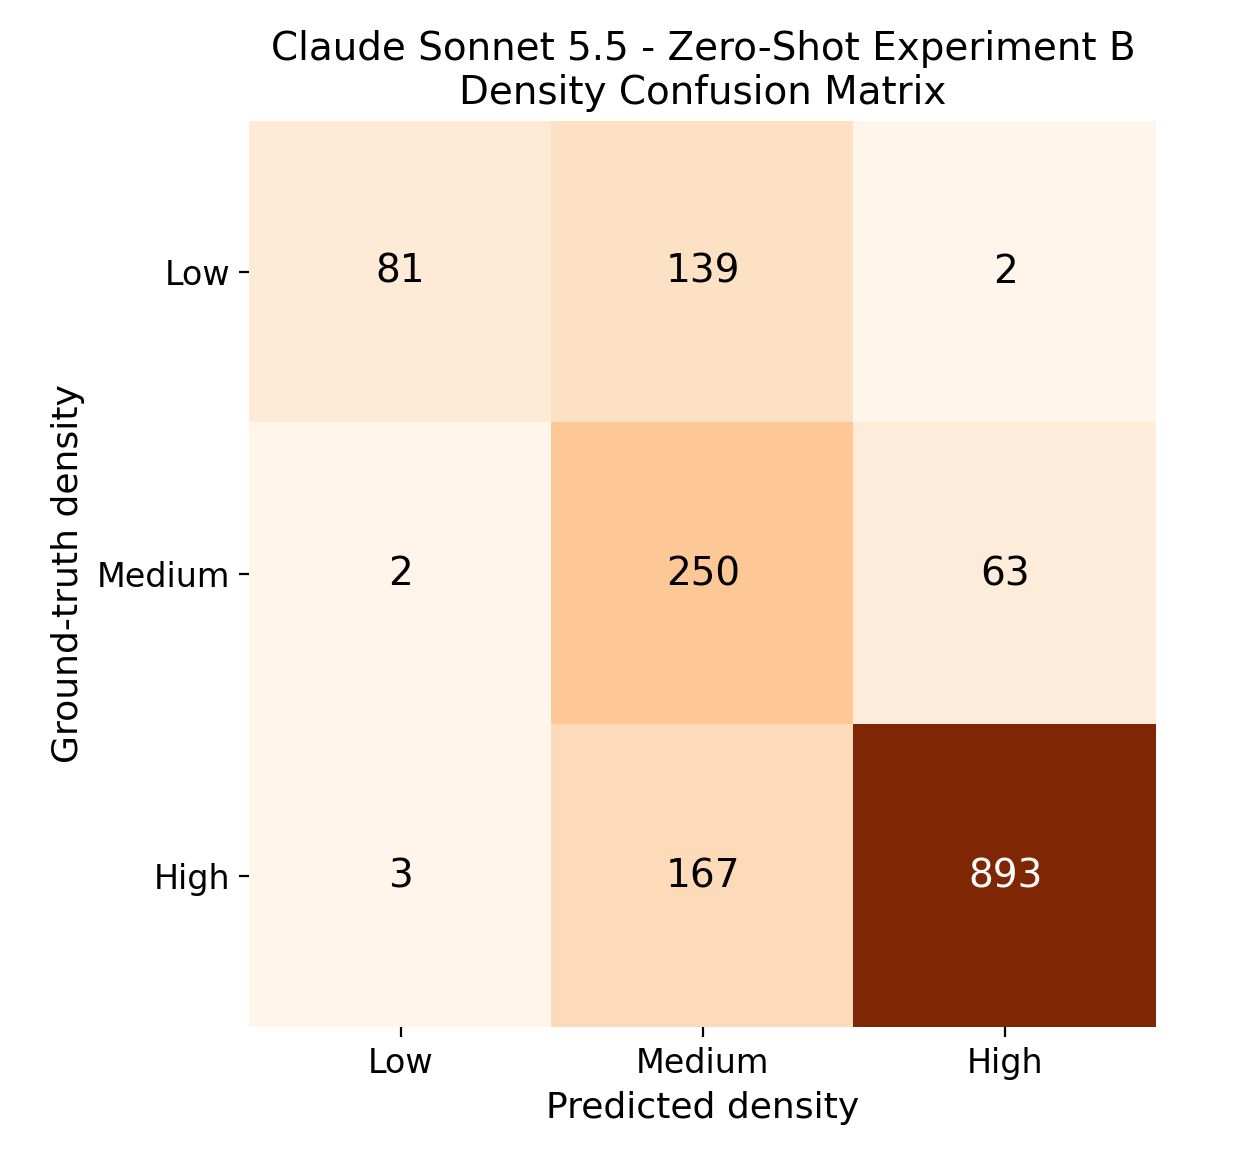 Claude Sonnet 5.5 - Zero-Shot Experiment B
Density Confusion Matrix
Ground-truth density
Low
81
139
2
Medium
2
250
63
High
3
167
893
Low
Medium
High
Predicted density